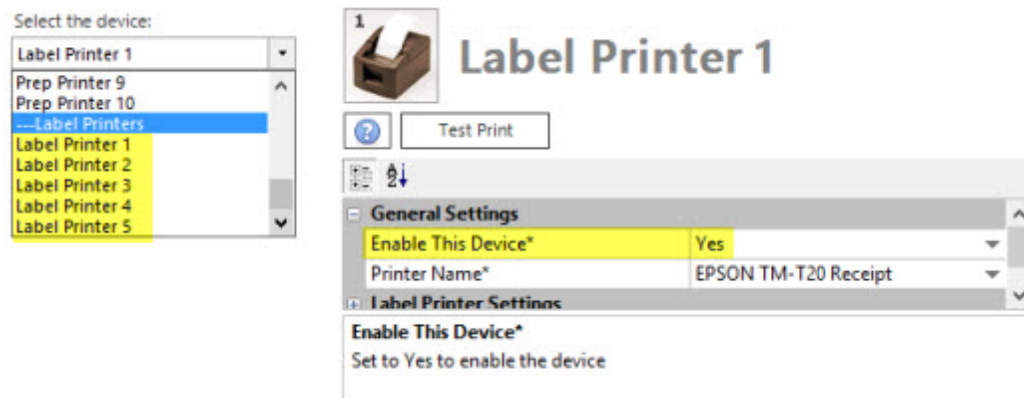 Select the device:
Label Printer 1
Prep Printer 9
Prep Printer 10
---Label Printers
Label Printer 1
Label Printer 2
Label Printer 3
Label Printer 4
Label Printer 5
1
Label Printer 1
? Test Print
A
Z
General Settings
Enable This Device* Yes
Printer Name* EPSON TM-T20 Receipt
Label Printer Settings
Enable This Device*
Set to Yes to enable the device